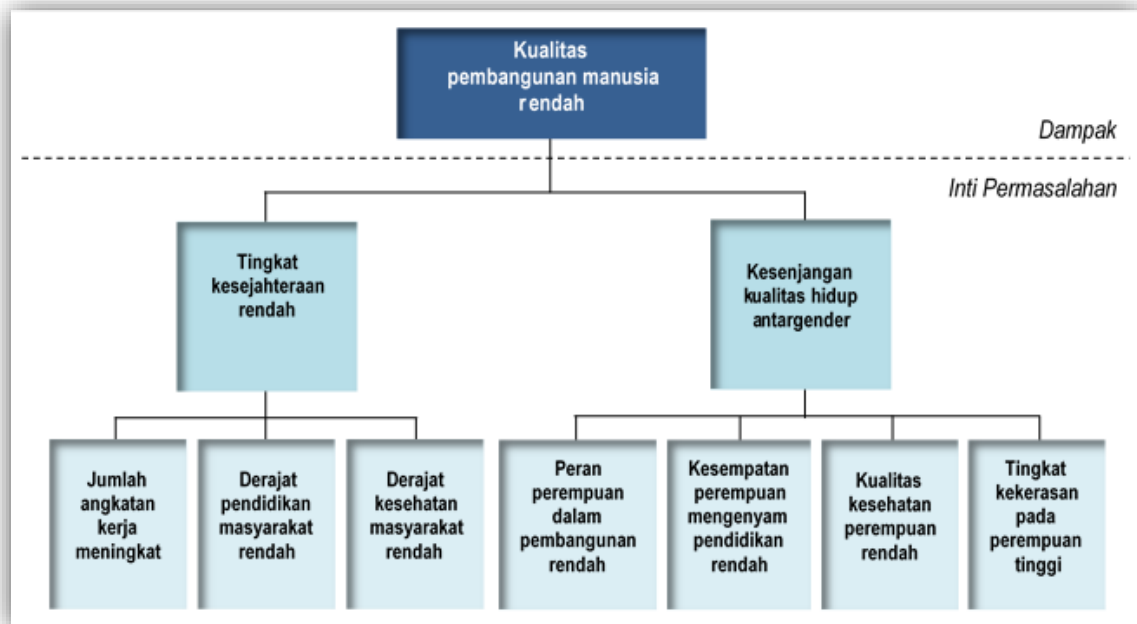 Kualitas
pembangunan manusia
rendah
Dampak
Inti Permasalahan
Tingkat
kesejahteraan
rendah
Kesenjangan
kualitas hidup
antargender
Jumlah
angkatan
kerja
meningkat
Derajat
pendidikan
masyarakat
rendah
Derajat
kesehatan
masyarakat
rendah
Peran
perempuan
dalam
pembangunan
rendah
Kesempatan
perempuan
mengenyam
pendidikan
rendah
Kualitas
kesehatan
perempuan
rendah
Tingkat
kekerasan
pada
perempuan
tinggi